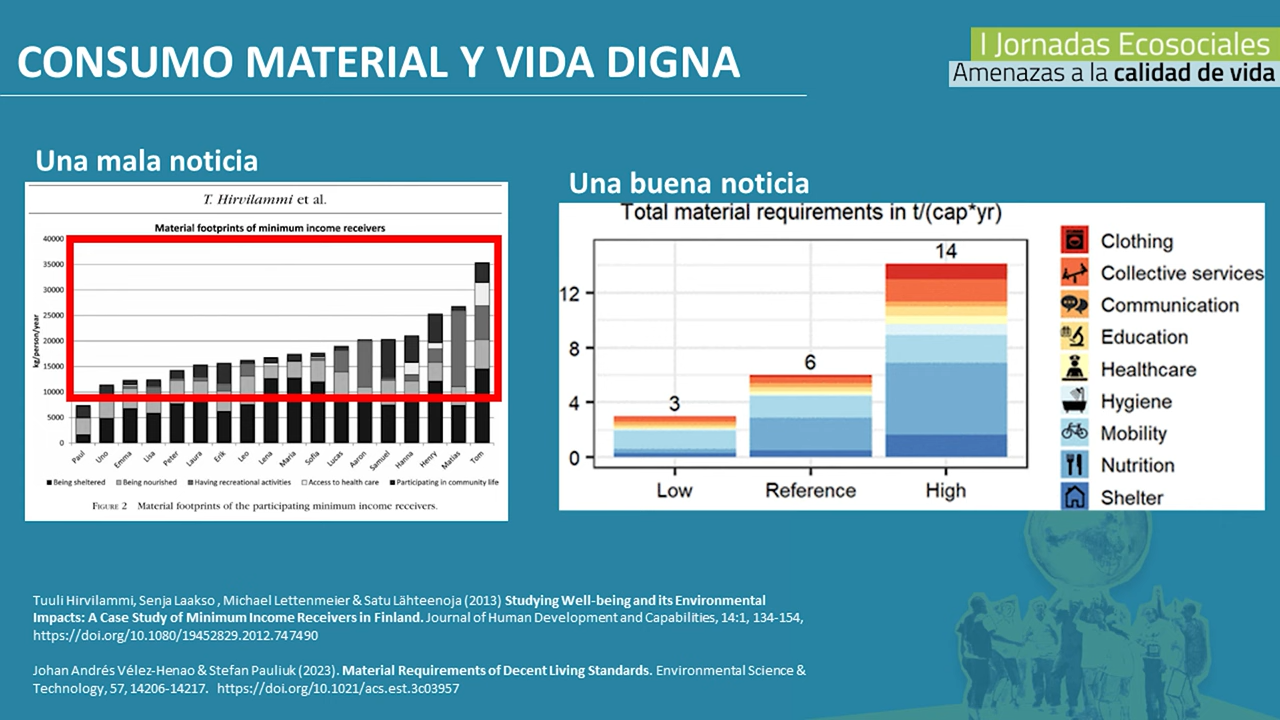 CONSUMO MATERIAL Y VIDA DIGNA
I Jornadas Ecosociales
Amenazas a la calidad de vida
Una mala noticia
T. Hirvilammi et al.
Material footprints of minimum income receivers
40000
35000
30000
25000
20000
15000
10000
5000
0
kg/person/year
Paul
Uno
Emma
Lisa
Peter
Laura
Erik
Leo
Lena
Maria
Sofia
Lucas
Aaron
Samuel
Hanna
Henry
Matias
Tom
Being sheltered
Being nourished
Having recreational activities
Access to health care
Participating in community life
FIGURE 2 Material footprints of the participating minimum income receivers.
Una buena noticia
Total material requirements in t/(cap*yr)
12
8
4
0
3
6
14
Low
Reference
High
Clothing
Collective services
Communication
Education
Healthcare
Hygiene
Mobility
Nutrition
Shelter
Tuuli Hirvilammi, Senja Laakso , Michael Lettenmeier & Satu Lähteenoja (2013) Studying Well-being and its Environmental
Impacts: A Case Study of Minimum Income Receivers in Finland. Journal of Human Development and Capabilities, 14:1, 134-154,
https://doi.org/10.1080/19452829.2012.747490
Johan Andrés Vélez-Henao & Stefan Pauliuk (2023). Material Requirements of Decent Living Standards. Environmental Science &
Technology, 57, 14206-14217. https://doi.org/10.1021/acs.est.3c03957